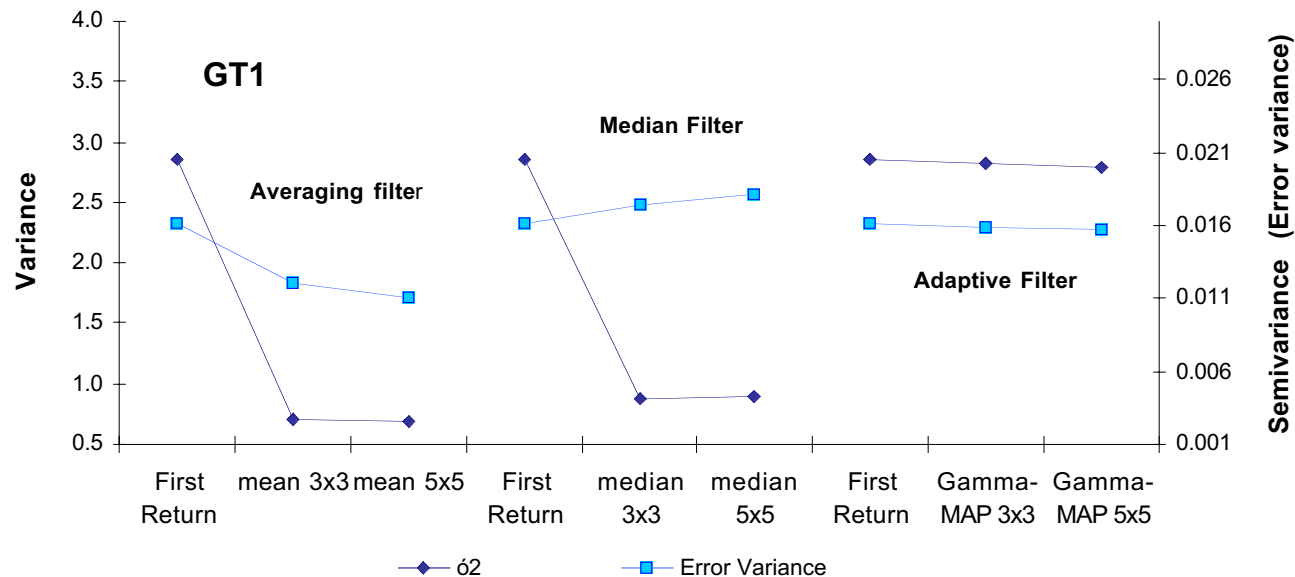 GT1
Averaging filter
Median Filter
Adaptive Filter
Variance
4.0
3.5
3.0
2.5
2.0
1.5
1.0
0.5
Semivariance (Error variance)
0.026
0.021
0.016
0.011
0.006
0.001
First Return
mean 3x3
mean 5x5
First Return
median 3x3
median 5x5
First Return
Gamma-MAP 3x3
Gamma-MAP 5x5
ó2
Error Variance